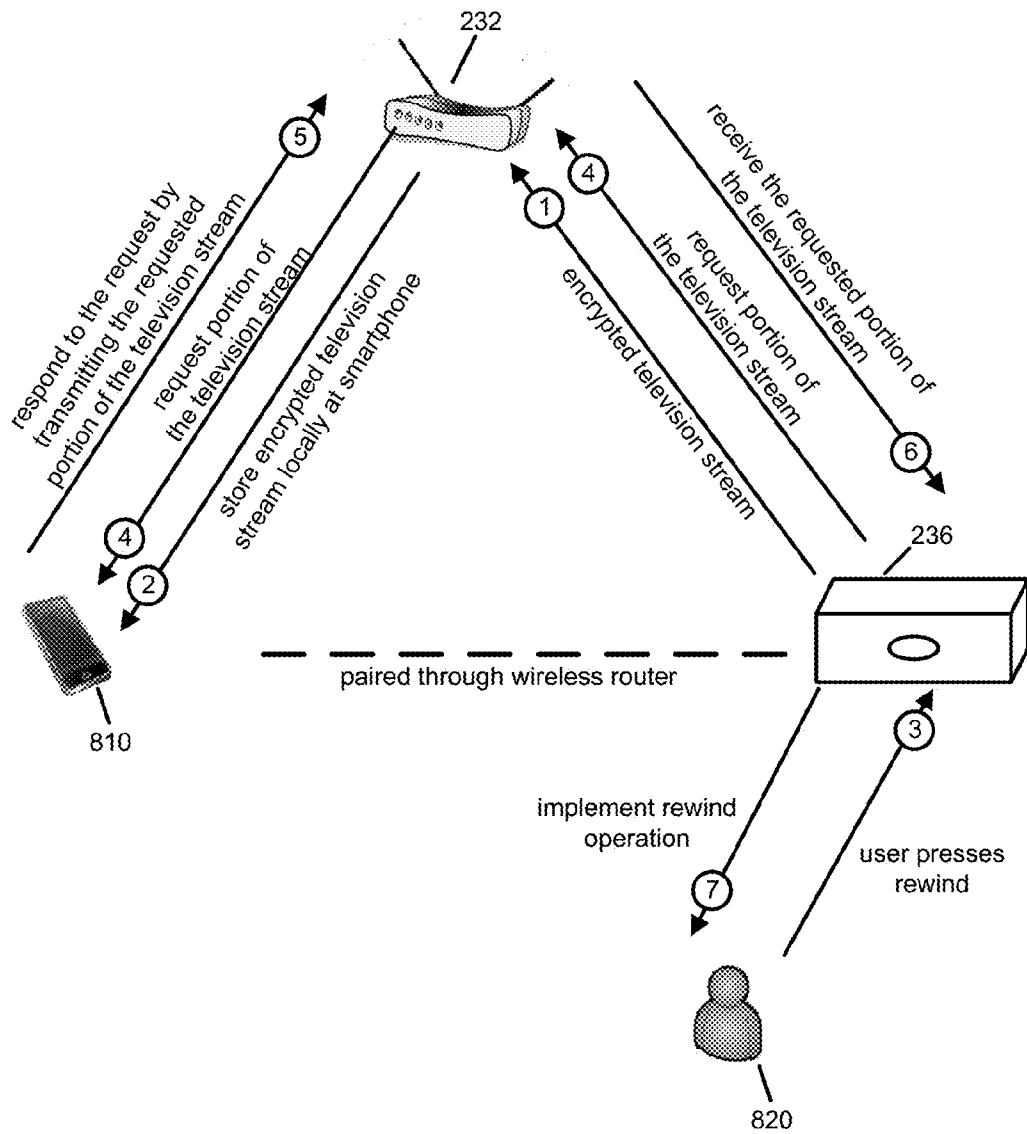 232
5
respond to the request by
transmitting the requested
portion of the television stream
4
request portion of
the television stream
2
store encrypted television
stream locally at smartphone
1
encrypted television stream
4
request portion of
the television stream
receive the requested portion of
the television stream
6
236
paired through wireless router
810
3
user presses
rewind
implement rewind
operation
7
820